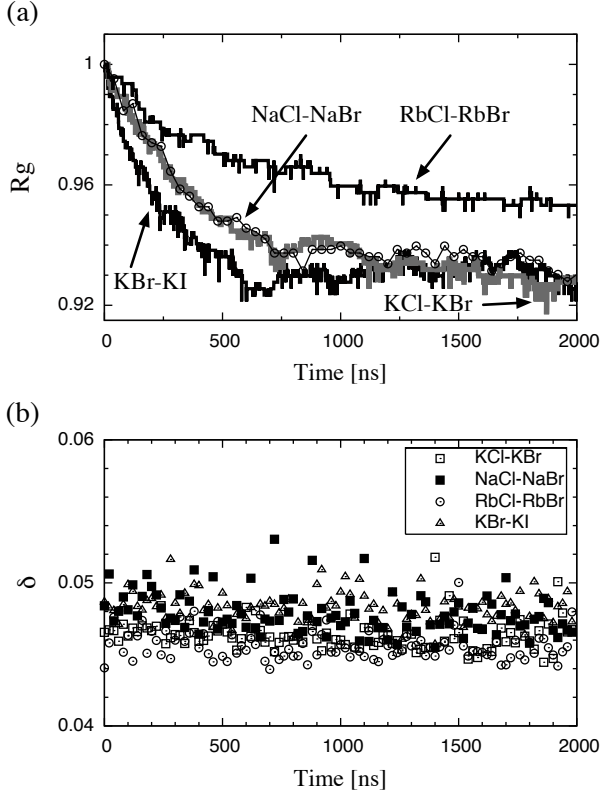 (a)
1
0.96
0.92
Rg
NaCl-NaBr
RbCl-RbBr
KBr-KI
KCl-KBr
0
500
1000
1500
2000
Time [ns]
(b)
0.06
0.05
0.04
δ
KCl-KBr
NaCl-NaBr
RbCl-RbBr
KBr-KI
0
500
1000
1500
2000
Time [ns]